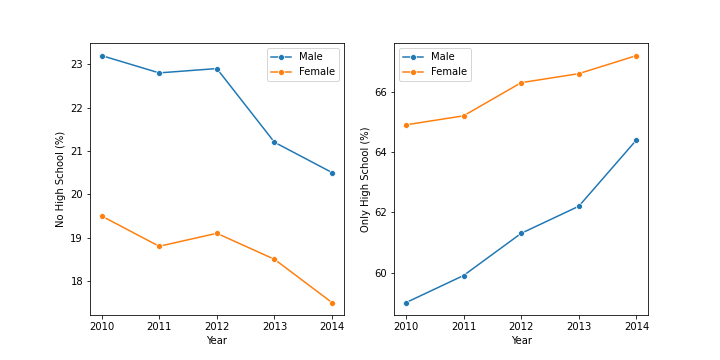 Male
Female
23
22
21
20
19
18
No High School (%)
2010 2011 2012 2013 2014
Year
Male
Female
66
64
62
60
Only High School (%)
2010 2011 2012 2013 2014
Year